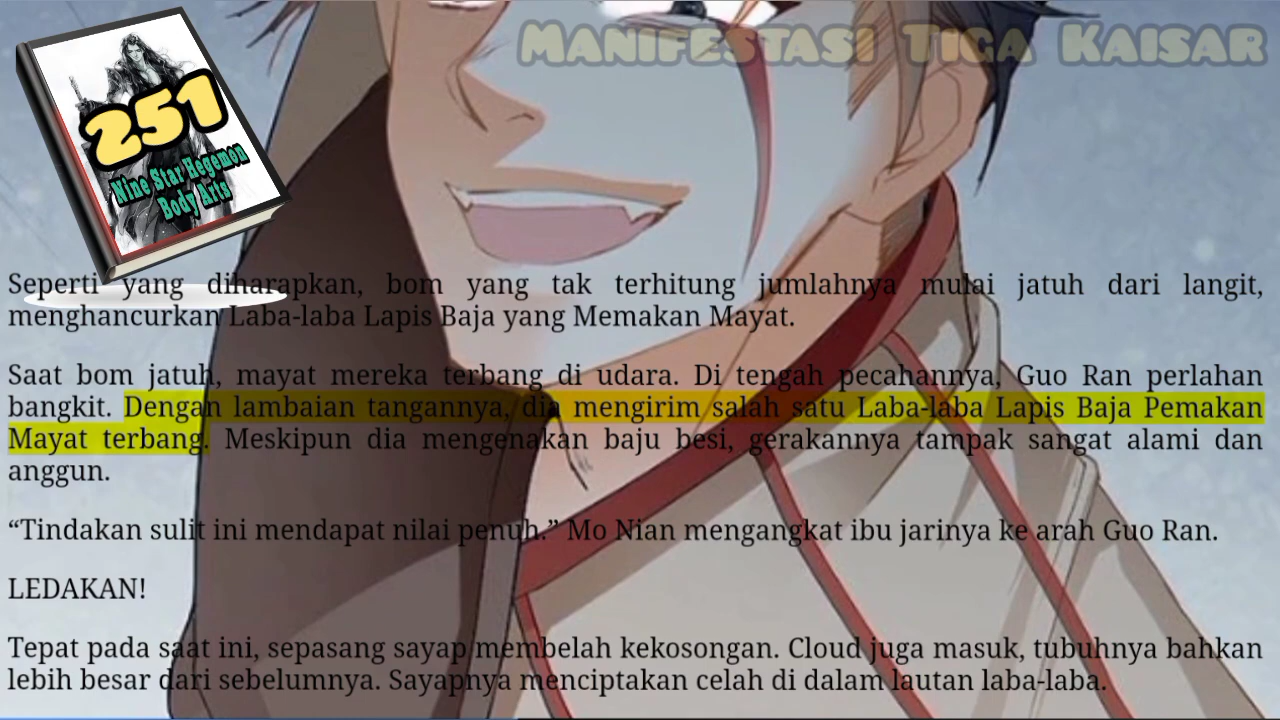 Manifestasi Tiga Kaisar
251
Nine Star Hegemon
Body Arts
Seperti yang diharapkan, bom yang tak terhitung jumlahnya mulai jatuh dari langit,
menghancurkan Laba-laba Lapis Baja yang Memakan Mayat.
Saat bom jatuh, mayat mereka terbang di udara. Di tengah pecahannya, Guo Ran perlahan
bangkit. Dengan lambaian tangannya, dia mengirim salah satu Laba-laba Lapis Baja Pemakan
Mayat terbang. Meskipun dia mengenakan baju besi, gerakannya tampak sangat alami dan
anggun.
“Tindakan sulit ini mendapat nilai penuh.” Mo Nian mengangkat ibu jarinya ke arah Guo Ran.
LEDAKAN!
Tepat pada saat ini, sepasang sayap membelah kekosongan. Cloud juga masuk, tubuhnya bahkan
lebih besar dari sebelumnya. Sayapnya menciptakan celah di dalam lautan laba-laba.